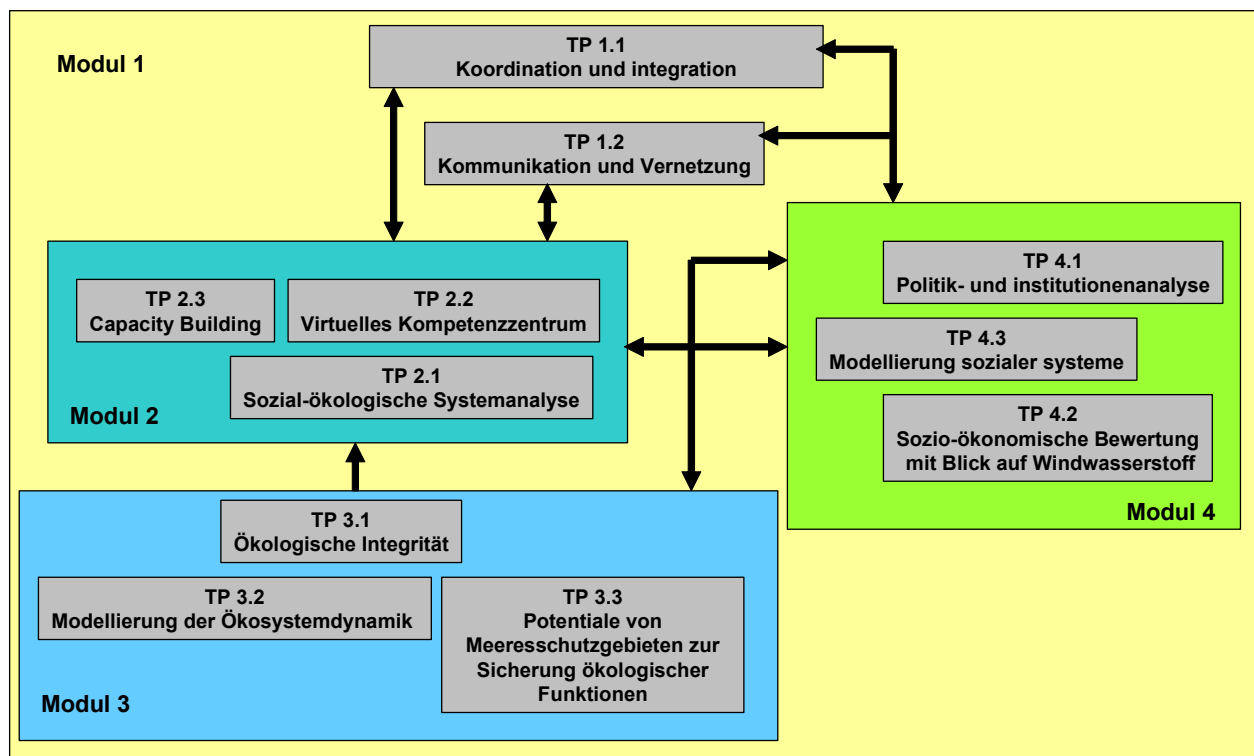 Modul 1
TP 1.1
Koordination und integration
TP 1.2
Kommunikation und Vernetzung
TP 2.3
Capacity Building
TP 2.2
Virtuelles Kompetenzzentrum
TP 2.1
Sozial-ökologische Systemanalyse
Modul 2
TP 4.1
Politik- und institutionenanalyse
TP 4.3
Modellierung sozialer systeme
TP 4.2
Sozio-ökonomische Bewertung
mit Blick auf Windwasserstoff
Modul 4
TP 3.1
Ökologische Integrität
TP 3.2
Modellierung der Ökosystemdynamik
TP 3.3
Potentiale von
Meeresschutzgebieten zur
Sicherung ökologischer
Funktionen
Modul 3